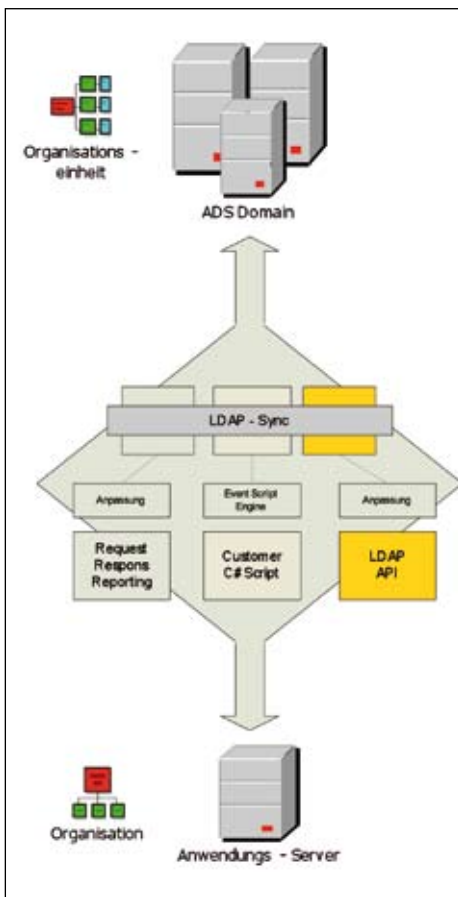 Organisations -
einheit
ADS Domain
LDAP - Sync
Anpassung
Event Script
Engine
Anpassung
Request
Respons
Reporting
Customer
C# Script
LDAP
API
Organisation
Anwendungs - Server